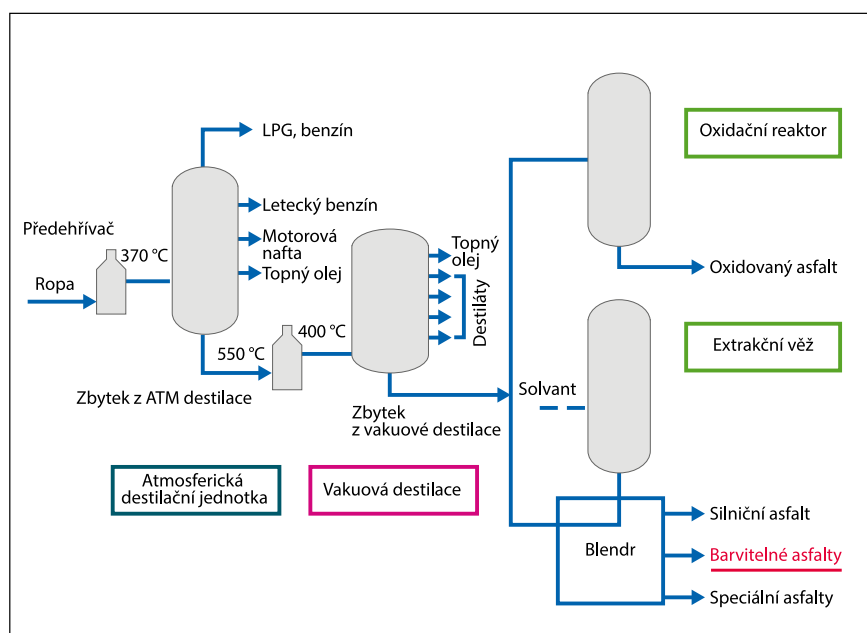 LPG, benzín
Oxidační reaktor
Letecký benzín
Předehřívač
Motorová
nafta
Topný
olej
370 °C
Topný olej
Oxidovaný asfalt
Ropa
Destiláty
400 °C
Extrakční věž
550 °C
Solvant
Zbytek z ATM destilace
Zbytek
z vakuové destilace
Atmosferická
destilační jednotka
Vakuová destilace
Silniční asfalt
Blendr
Barvitelné asfalty
Speciální asfalty